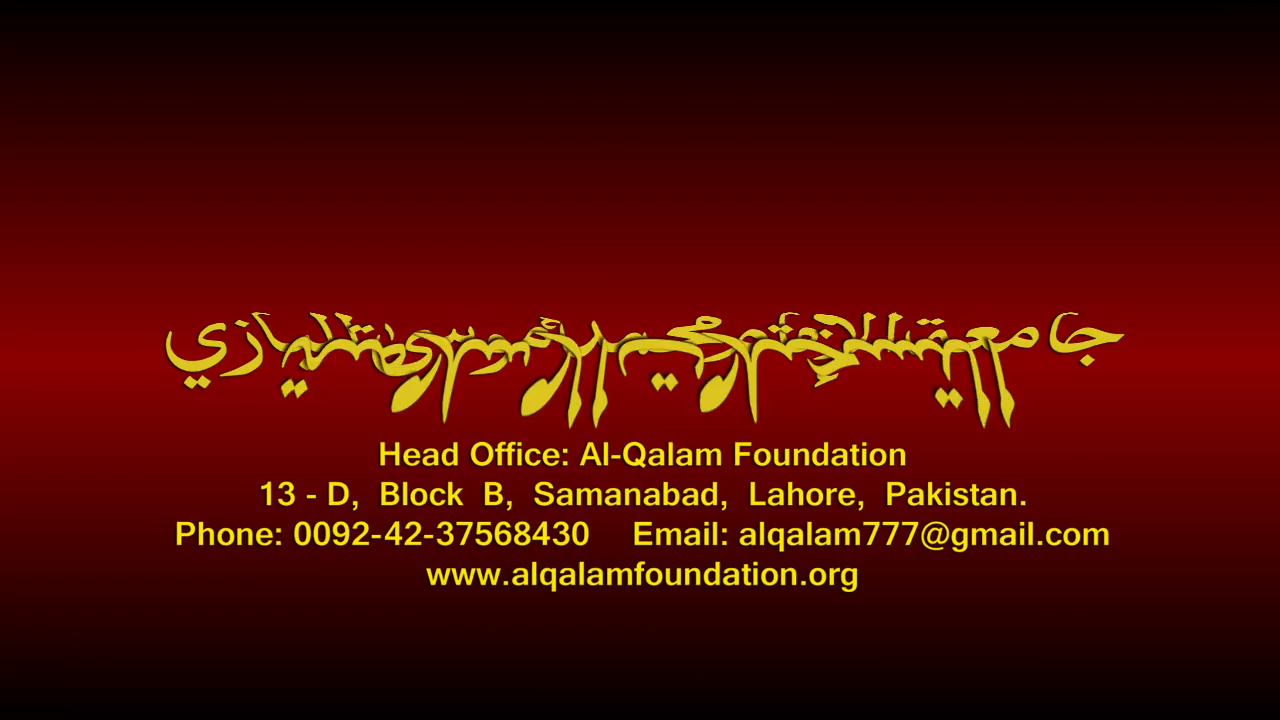 Head Office: Al-Qalam Foundation
13 - D, Block B, Samanabad, Lahore, Pakistan.
Phone: 0092-42-37568430 Email: alqalam777@gmail.com
www.alqalamfoundation.org